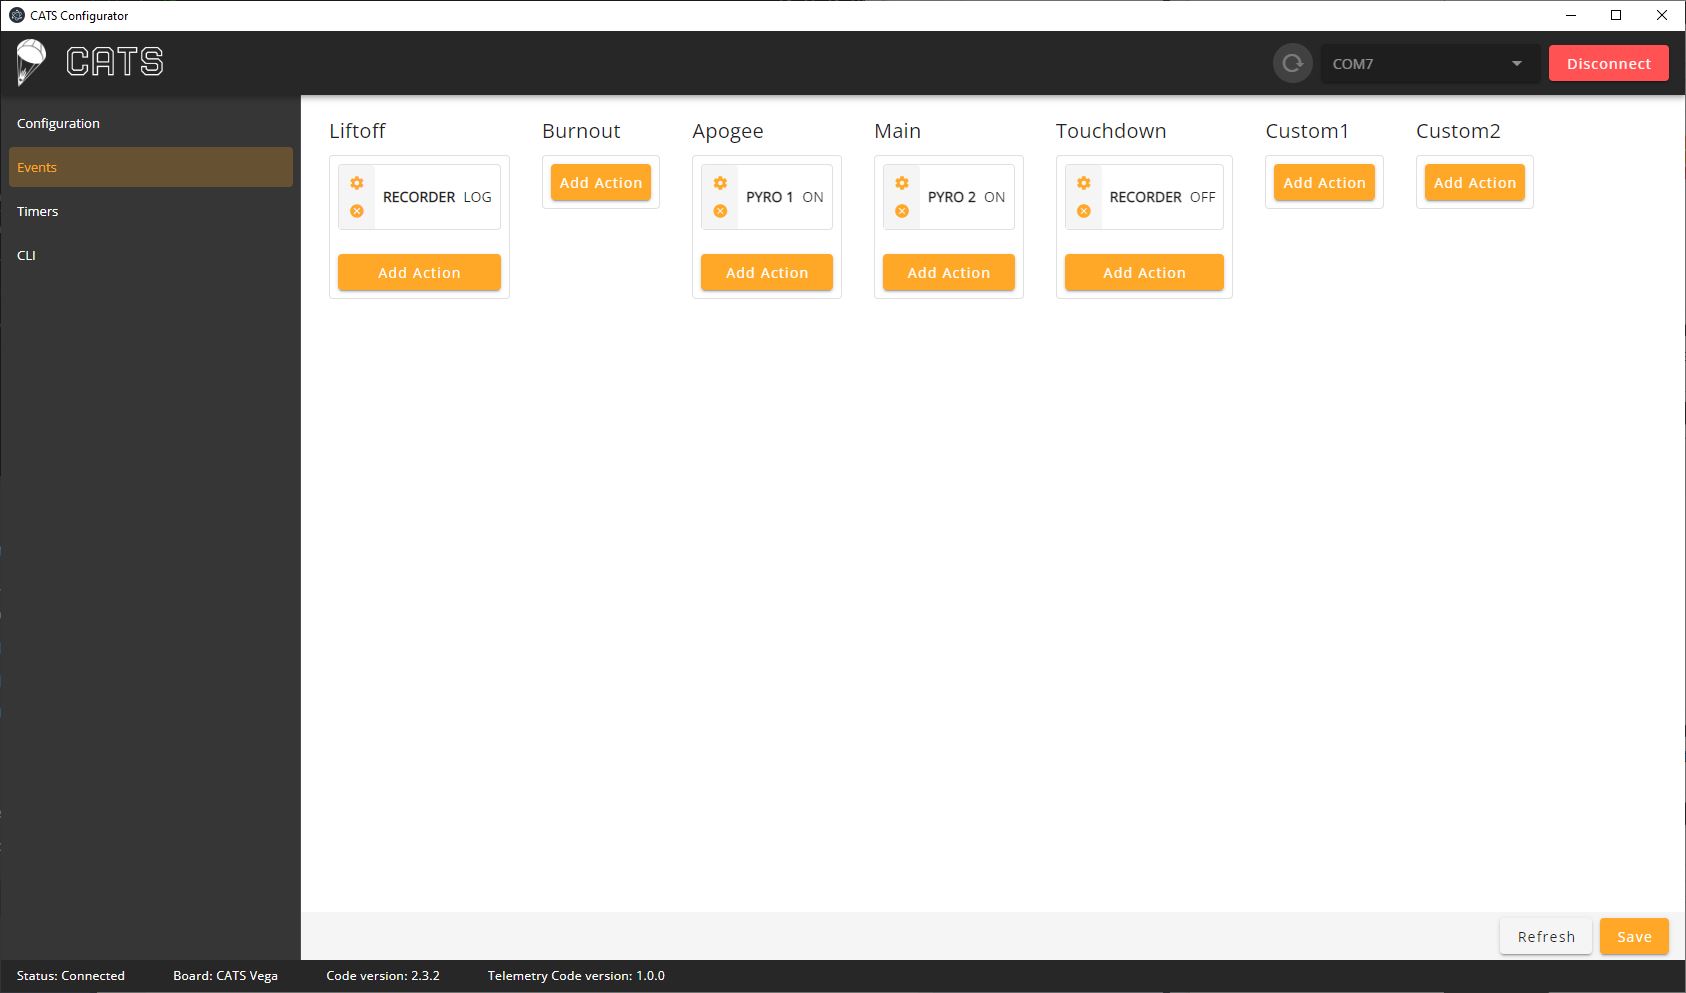 CATS Configurator
CATS
COM7
Disconnect
Configuration
Events
Timers
CLI
Liftoff
RECORDER LOG
Add Action
Burnout
Add Action
Apogee
PYRO 1 ON
Add Action
Main
PYRO 2 ON
Add Action
Touchdown
RECORDER OFF
Add Action
Custom1
Add Action
Custom2
Add Action
Refresh
Save
Status: Connected
Board: CATS Vega
Code version: 2.3.2
Telemetry Code version: 1.0.0